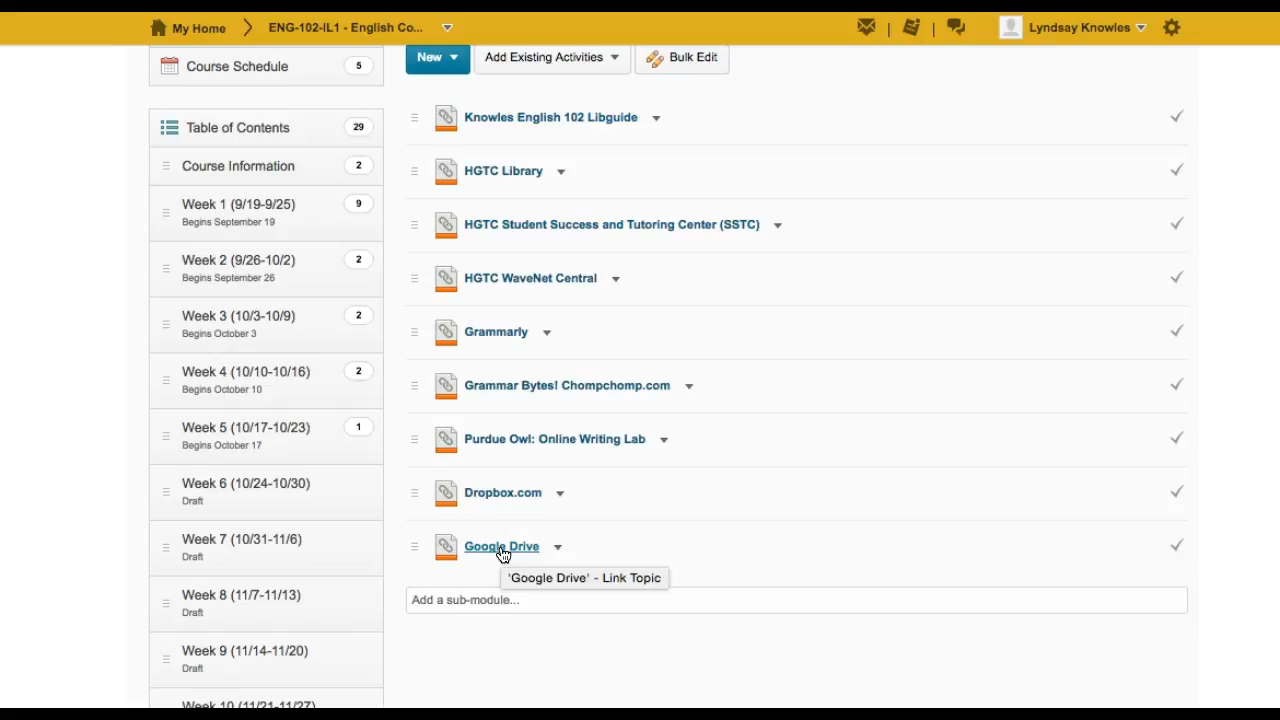 My Home
ENG-102-IL1 - English Co...
Lyndsay Knowles
Course Schedule 5
Table of Contents 29
Course Information 2
Week 1 (9/19-9/25) 9
Begins September 19
Week 2 (9/26-10/2) 2
Begins September 26
Week 3 (10/3-10/9) 2
Begins October 3
Week 4 (10/10-10/16) 2
Begins October 10
Week 5 (10/17-10/23) 1
Begins October 17
Week 6 (10/24-10/30)
Draft
Week 7 (10/31-11/6)
Draft
Week 8 (11/7-11/13)
Draft
Week 9 (11/14-11/20)
Draft
Week 10 (11/21-11/27)
New
Add Existing Activities
Bulk Edit
Knowles English 102 Libguide
HGTC Library
HGTC Student Success and Tutoring Center (SSTC)
HGTC WaveNet Central
Grammarly
Grammar Bytes! Chompchomp.com
Purdue Owl: Online Writing Lab
Dropbox.com
Google Drive
'Google Drive' - Link Topic
Add a sub-module...